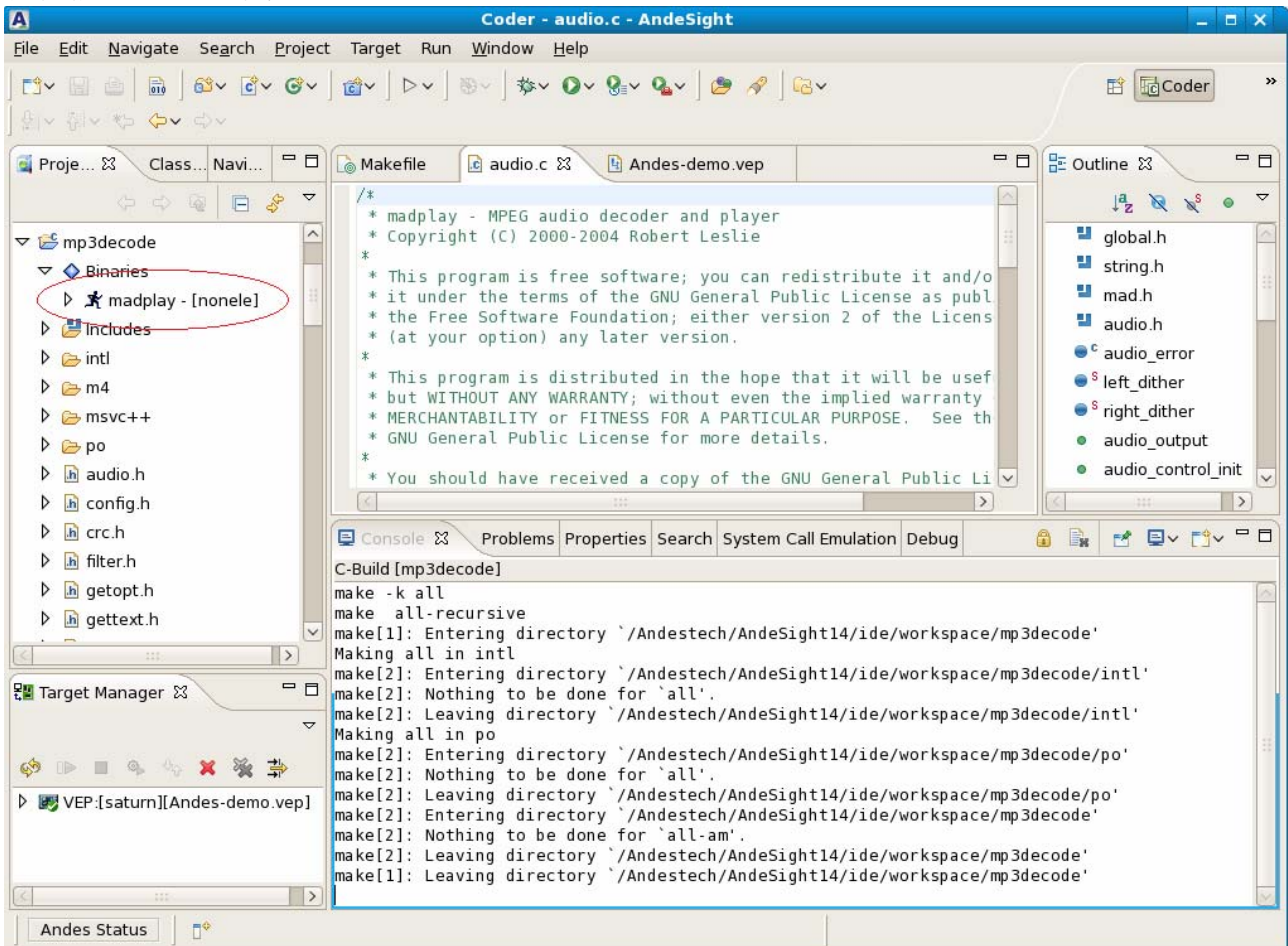 Coder - audio.c - AndeSight
File Edit Navigate Search Project Target Run Window Help
010
Coder
Proje...
Class...
Navi...
mp3decode
Binaries
madplay - [nonele]
Includes
intl
m4
msvc++
po
audio.h
config.h
crc.h
filter.h
getopt.h
gettext.h
Target Manager
VEP:[saturn][Andes-demo.vep]
Makefile
audio.c
Andes-demo.vep
/*
* madplay - MPEG audio decoder and player
* Copyright (C) 2000-2004 Robert Leslie
*
* This program is free software; you can redistribute it and/o
* it under the terms of the GNU General Public License as publ
* the Free Software Foundation; either version 2 of the Licens
* (at your option) any later version.
*
* This program is distributed in the hope that it will be usef
* but WITHOUT ANY WARRANTY; without even the implied warranty
* MERCHANTABILITY or FITNESS FOR A PARTICULAR PURPOSE. See th
* GNU General Public License for more details.
*
* You should have received a copy of the GNU General Public Li
Outline
global.h
string.h
mad.h
audio.h
audio_error
left_dither
right_dither
audio_output
audio_control_init
Console
Problems
Properties
Search
System Call Emulation
Debug
C-Build [mp3decode]
make -k all
make  all-recursive
make[1]: Entering directory `/Andestech/AndeSight14/ide/workspace/mp3decode'
Making all in intl
make[2]: Entering directory `/Andestech/AndeSight14/ide/workspace/mp3decode/intl'
make[2]: Nothing to be done for `all'.
make[2]: Leaving directory `/Andestech/AndeSight14/ide/workspace/mp3decode/intl'
Making all in po
make[2]: Entering directory `/Andestech/AndeSight14/ide/workspace/mp3decode/po'
make[2]: Nothing to be done for `all'.
make[2]: Leaving directory `/Andestech/AndeSight14/ide/workspace/mp3decode/po'
make[2]: Entering directory `/Andestech/AndeSight14/ide/workspace/mp3decode'
make[2]: Nothing to be done for `all-am'.
make[2]: Leaving directory `/Andestech/AndeSight14/ide/workspace/mp3decode'
make[1]: Leaving directory `/Andestech/AndeSight14/ide/workspace/mp3decode'
Andes Status